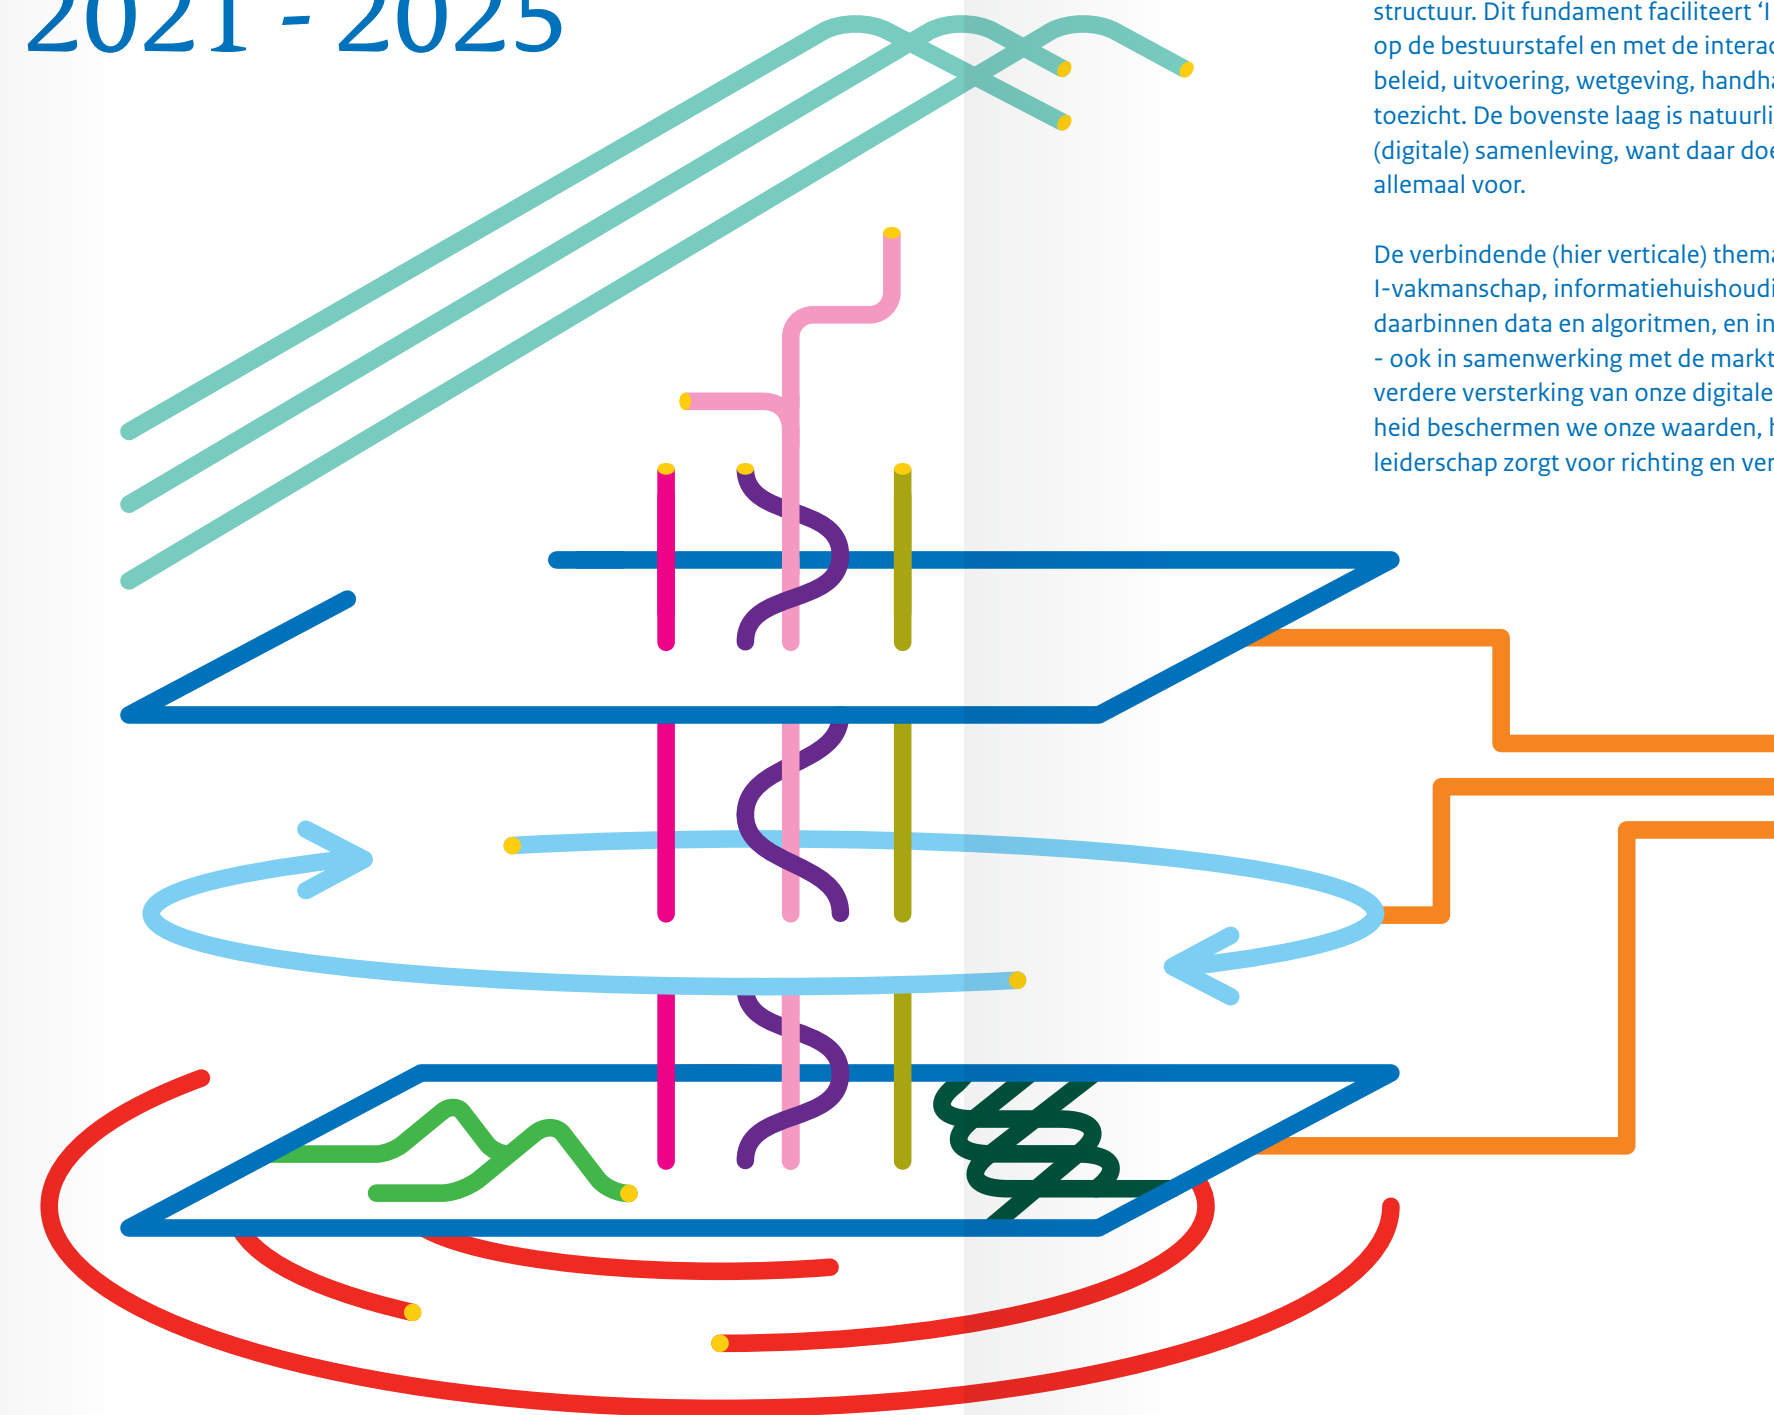 2021 - 2025
structuur. Dit fundament faciliteert ‘I
op de bestuurstafel en met de interac
beleid, uitvoering, wetgeving, handha
toezicht. De bovenste laag is natuurli
(digitale) samenleving, want daar doe
allemaal voor.
De verbindende (hier verticale) thema
I-vakmanschap, informatiehuishoudi
daarbinnen data en algoritmen, en in
- ook in samenwerking met de markt
verdere versterking van onze digitale
heid beschermen we onze waarden, h
leiderschap zorgt voor richting en ver